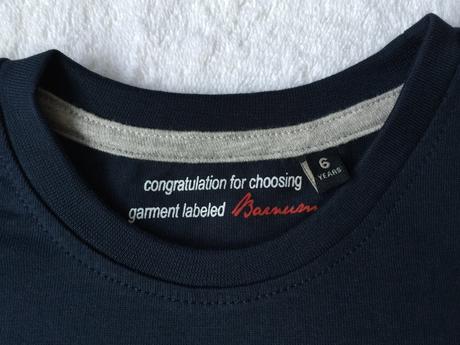 congratulation for choosing
garment labeled Barnum
6
YEARS